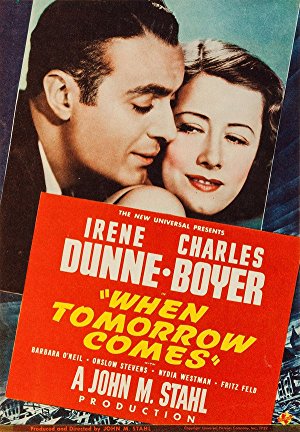 THE NEW UNIVERSAL PRESENTS
IRENE CHARLES
DUNNE · BOYER
"WHEN
TOMORROW
COMES"
BARBARA O'NEIL · ONSLOW STEVENS · NYDIA WESTMAN · FRITZ FELD
A JOHN M. STAHL
PRODUCTION
Produced and Directed by JOHN M. STAHL